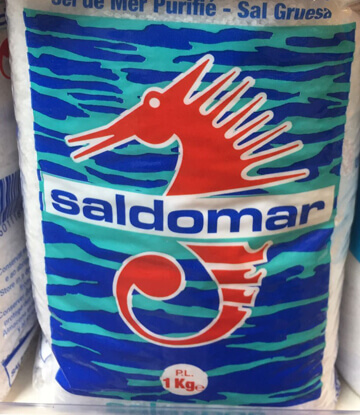 Sel de Mer Purifié - Sal Gruesa
saldomar
P.L.
1 Kg e